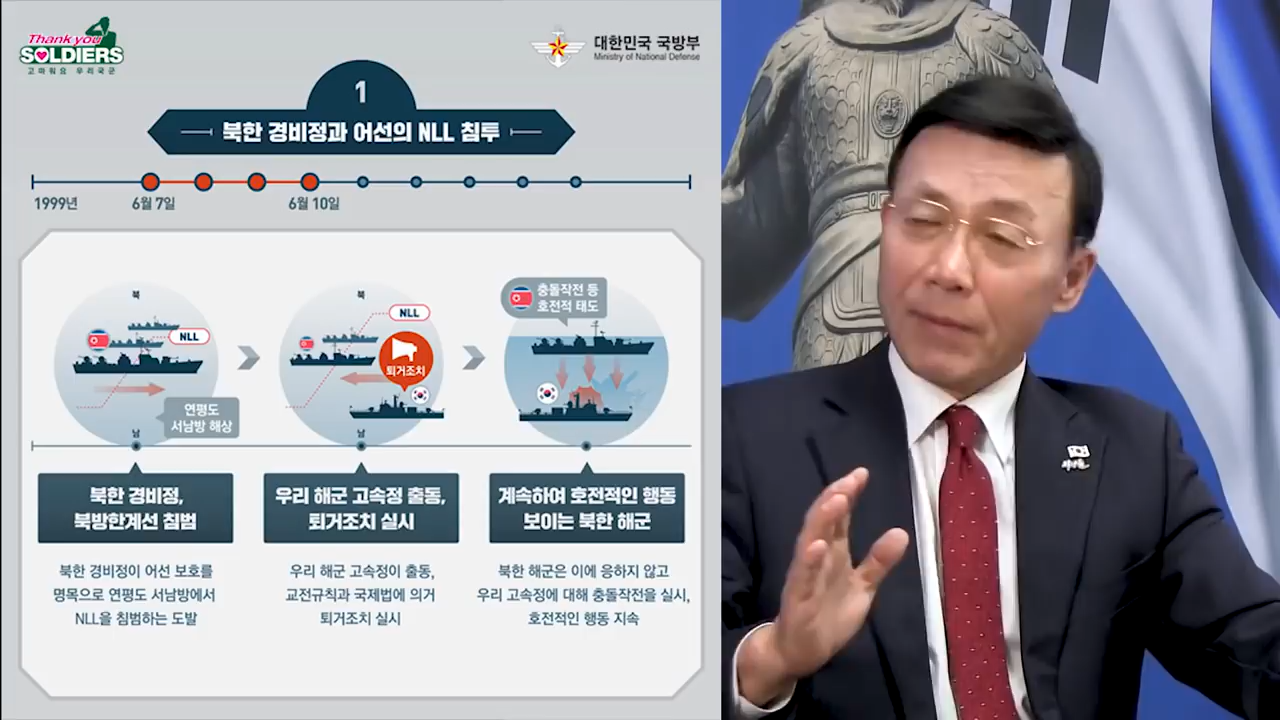 Thank you
SOLDIERS
고마워요 우리국군
대한민국 국방부
Ministry of National Defense
1
북한 경비정과 어선의 NLL 침투
1999년
6월 7일
6월 10일
북
NLL
연평도
서남방 해상
남
북
NLL
퇴거조치
남
충돌작전 등
호전적 태도
북한 경비정,
북방한계선 침범
우리 해군 고속정 출동,
퇴거조치 실시
계속하여 호전적인 행동
보이는 북한 해군
북한 경비정이 어선 보호를
명목으로 연평도 서남방에서
NLL을 침범하는 도발
우리 해군 고속정이 출동,
교전규칙과 국제법에 의거
퇴거조치 실시
북한 해군은 이에 응하지 않고
우리 고속정에 대해 충돌작전을 실시,
호전적인 행동 지속